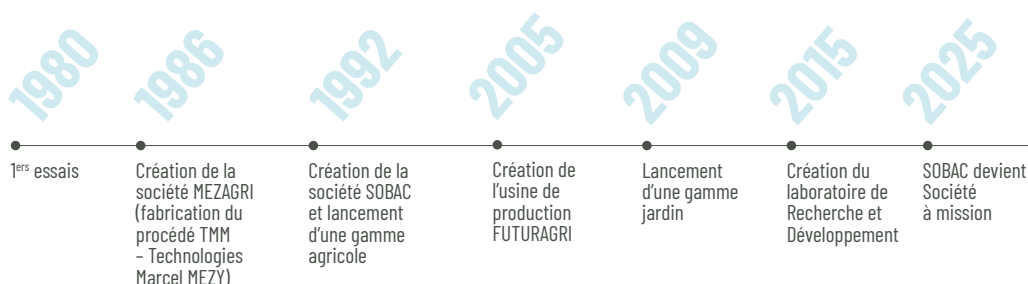 1980
1986
1992
2005
2009
2015
2025
1ers essais
Création de la
société MEZAGRI
(fabrication du
procédé TMM
– Technologies
Marcel MEZY)
Création de la
société SOBAC
et lancement
d'une gamme
agricole
Création de
l'usine de
production
FUTURAGRI
Lancement
d'une gamme
jardin
Création du
laboratoire de
Recherche et
Développement
SOBAC devient
Société
à mission